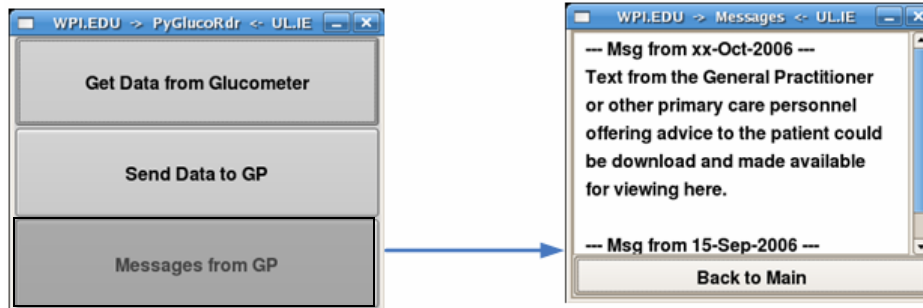 WPI.EDU -> PyGlucoRdr <- UL.IE
Get Data from Glucometer
Send Data to GP
Messages from GP
WPI.EDU -> Messages <- UL.IE
--- Msg from xx-Oct-2006 ---
Text from the General Practitioner
or other primary care personnel
offering advice to the patient could
be download and made available
for viewing here.
--- Msg from 15-Sep-2006 ---
Back to Main